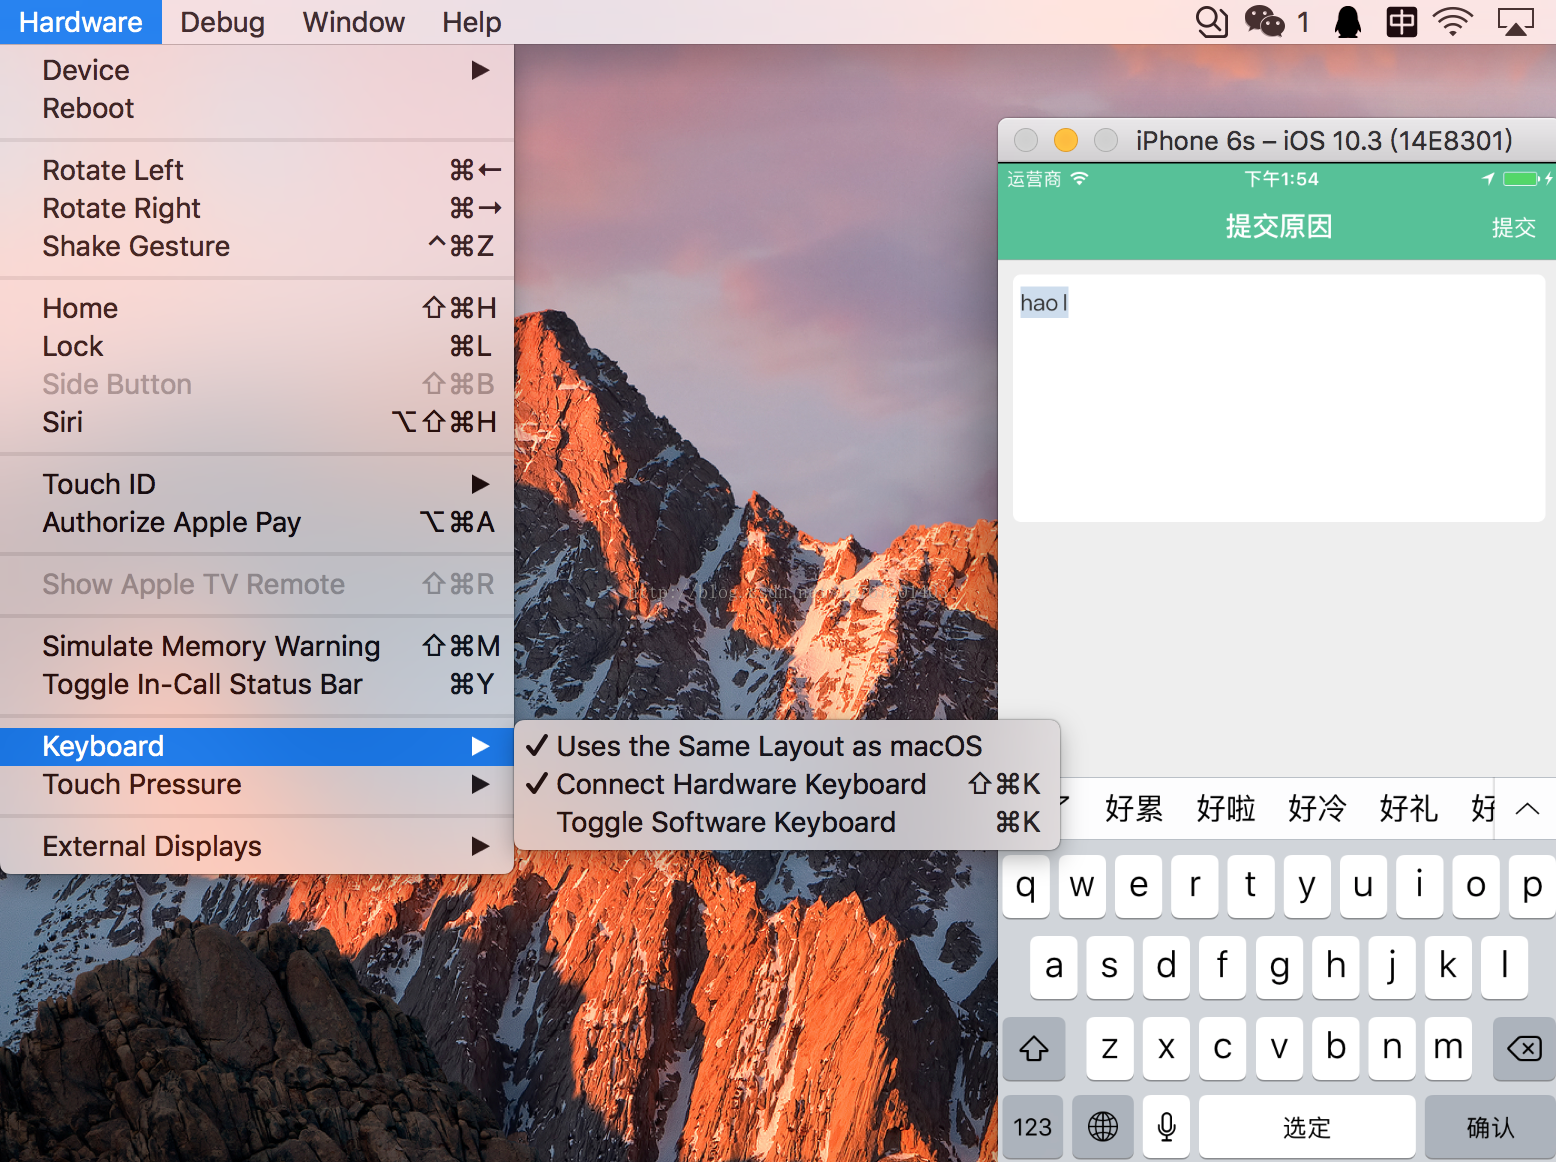 Hardware Debug Window Help 1 中
Device ▶
Reboot
Rotate Left ⌘←
Rotate Right ⌘→
Shake Gesture ^⌘Z
Home ⇧⌘H
Lock ⌘L
Side Button ⇧⌘B
Siri ⌥⇧⌘H
Touch ID ▶
Authorize Apple Pay ⌥⌘A
Show Apple TV Remote ⇧⌘R
Simulate Memory Warning ⇧⌘M
Toggle In-Call Status Bar ⌘Y
Keyboard ▶
Touch Pressure ▶
External Displays ▶
✓ Uses the Same Layout as macOS
✓ Connect Hardware Keyboard ⇧⌘K
Toggle Software Keyboard ⌘K
iPhone 6s – iOS 10.3 (14E8301)
运营商 下午1:54
提交原因 提交
hao l
好累 好啦 好冷 好礼 好
q w e r t y u i o p
a s d f g h j k l
z x c v b n m
123 选定 确认